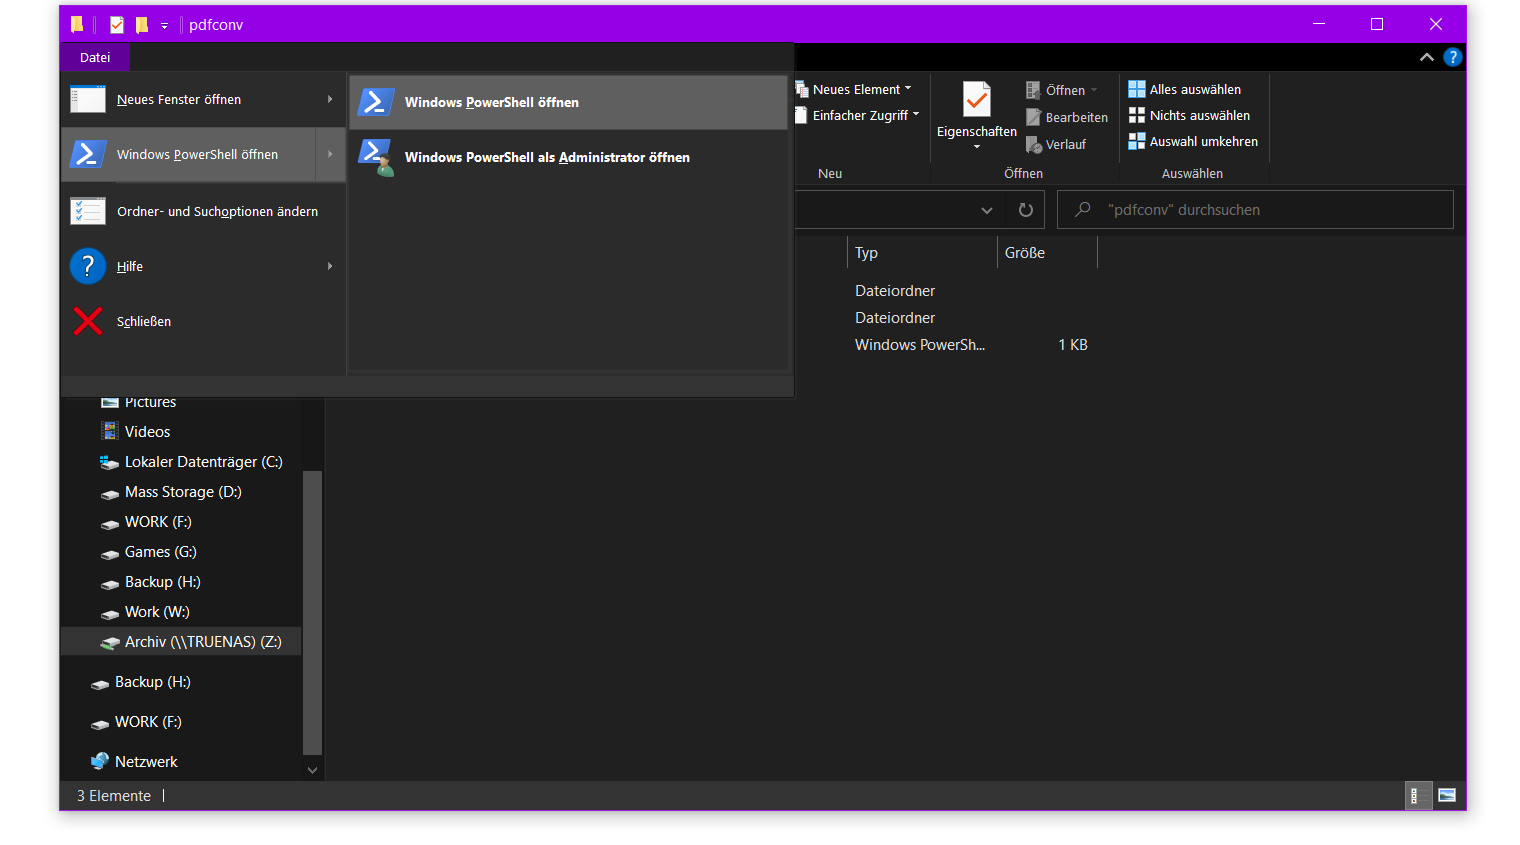 pdfconv
Datei
?
Neues Fenster öffnen
Windows PowerShell öffnen
Ordner- und Suchoptionen ändern
?
Hilfe
Schließen
Windows PowerShell öffnen
Windows PowerShell als Administrator öffnen
Neues Element
Einfacher Zugriff
Neu
Eigenschaften
Öffnen
Bearbeiten
Verlauf
Öffnen
Alles auswählen
Nichts auswählen
Auswahl umkehren
Auswählen
"pdfconv" durchsuchen
Typ
Größe
Dateiordner
Dateiordner
Windows PowerSh...
1 KB
Pictures
Videos
Lokaler Datenträger (C:)
Mass Storage (D:)
WORK (F:)
Games (G:)
Backup (H:)
Work (W:)
Archiv (\\TRUENAS) (Z:)
Backup (H:)
WORK (F:)
Netzwerk
3 Elemente